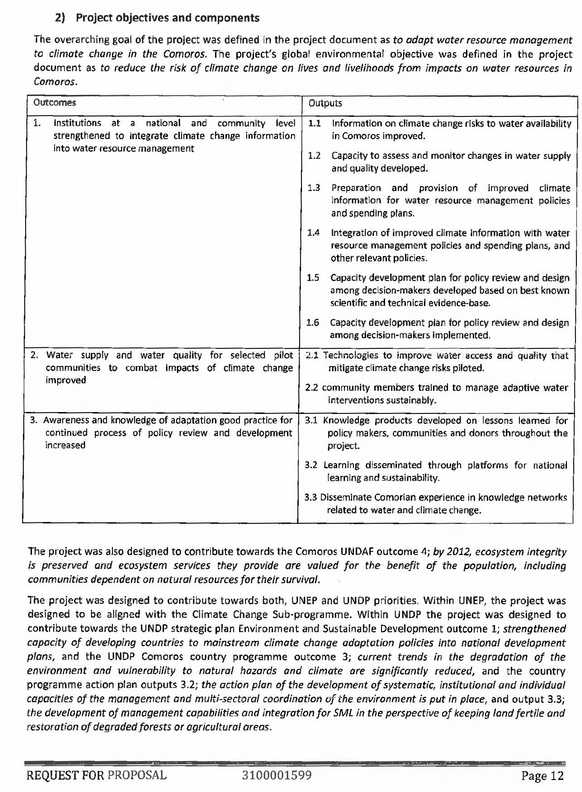 2) Project objectives and components
The overarching goal of the project was defined in the project document as to adapt water resource management
to climate change in the Comoros. The project's global environmental objective was defined in the project
document as to reduce the risk of climate change on lives and livelihoods from impacts on water resources in
Comoros.
Outcomes
Outputs
1. Institutions at a national and community level
strengthened to integrate climate change information
into water resource management
1.1 Information on climate change risks to water availability
in Comoros improved.
1.2 Capacity to assess and monitor changes in water supply
and quality developed.
1.3 Preparation and provision of improved climate
information for water resource management policies
and spending plans.
1.4 Integration of improved climate information with water
resource management policies and spending plans, and
other relevant policies.
1.5 Capacity development plan for policy review and design
among decision-makers developed based on best known
scientific and technical evidence-base.
1.6 Capacity development plan for policy review and design
among decision-makers implemented.
2. Water supply and water quality for selected pilot
communities to combat impacts of climate change
improved
2.1 Technologies to improve water access and quality that
mitigate climate change risks piloted.
2.2 community members trained to manage adaptive water
interventions sustainably.
3. Awareness and knowledge of adaptation good practice for
continued process of policy review and development
increased
3.1 Knowledge products developed on lessons learned for
policy makers, communities and donors throughout the
project.
3.2 Learning disseminated through platforms for national
learning and sustainability.
3.3 Disseminate Comorian experience in knowledge networks
related to water and climate change.
The project was also designed to contribute towards the Comoros UNDAF outcome 4; by 2012, ecosystem integrity
is preserved and ecosystem services they provide are valued for the benefit of the population, including
communities dependent on natural resources for their survival.
The project was designed to contribute towards both, UNEP and UNDP priorities. Within UNEP, the project was
designed to be aligned with the Climate Change Sub-programme. Within UNDP the project was designed to
contribute towards the UNDP strategic plan Environment and Sustainable Development outcome 1; strengthened
capacity of developing countries to mainstream climate change adaptation policies into national development
plans, and the UNDP Comoros country programme outcome 3; current trends in the degradation of the
environment and vulnerability to natural hazards and climate are significantly reduced, and the country
programme action plan outputs 3.2; the action plan of the development of systematic, institutional and individual
capacities of the management and multi-sectoral coordination of the environment is put in place, and output 3.3;
the development of management capabilities and integration for SML in the perspective of keeping land fertile and
restoration of degraded forests or agricultural areas.
REQUEST FOR PROPOSAL 3100001599 Page 12